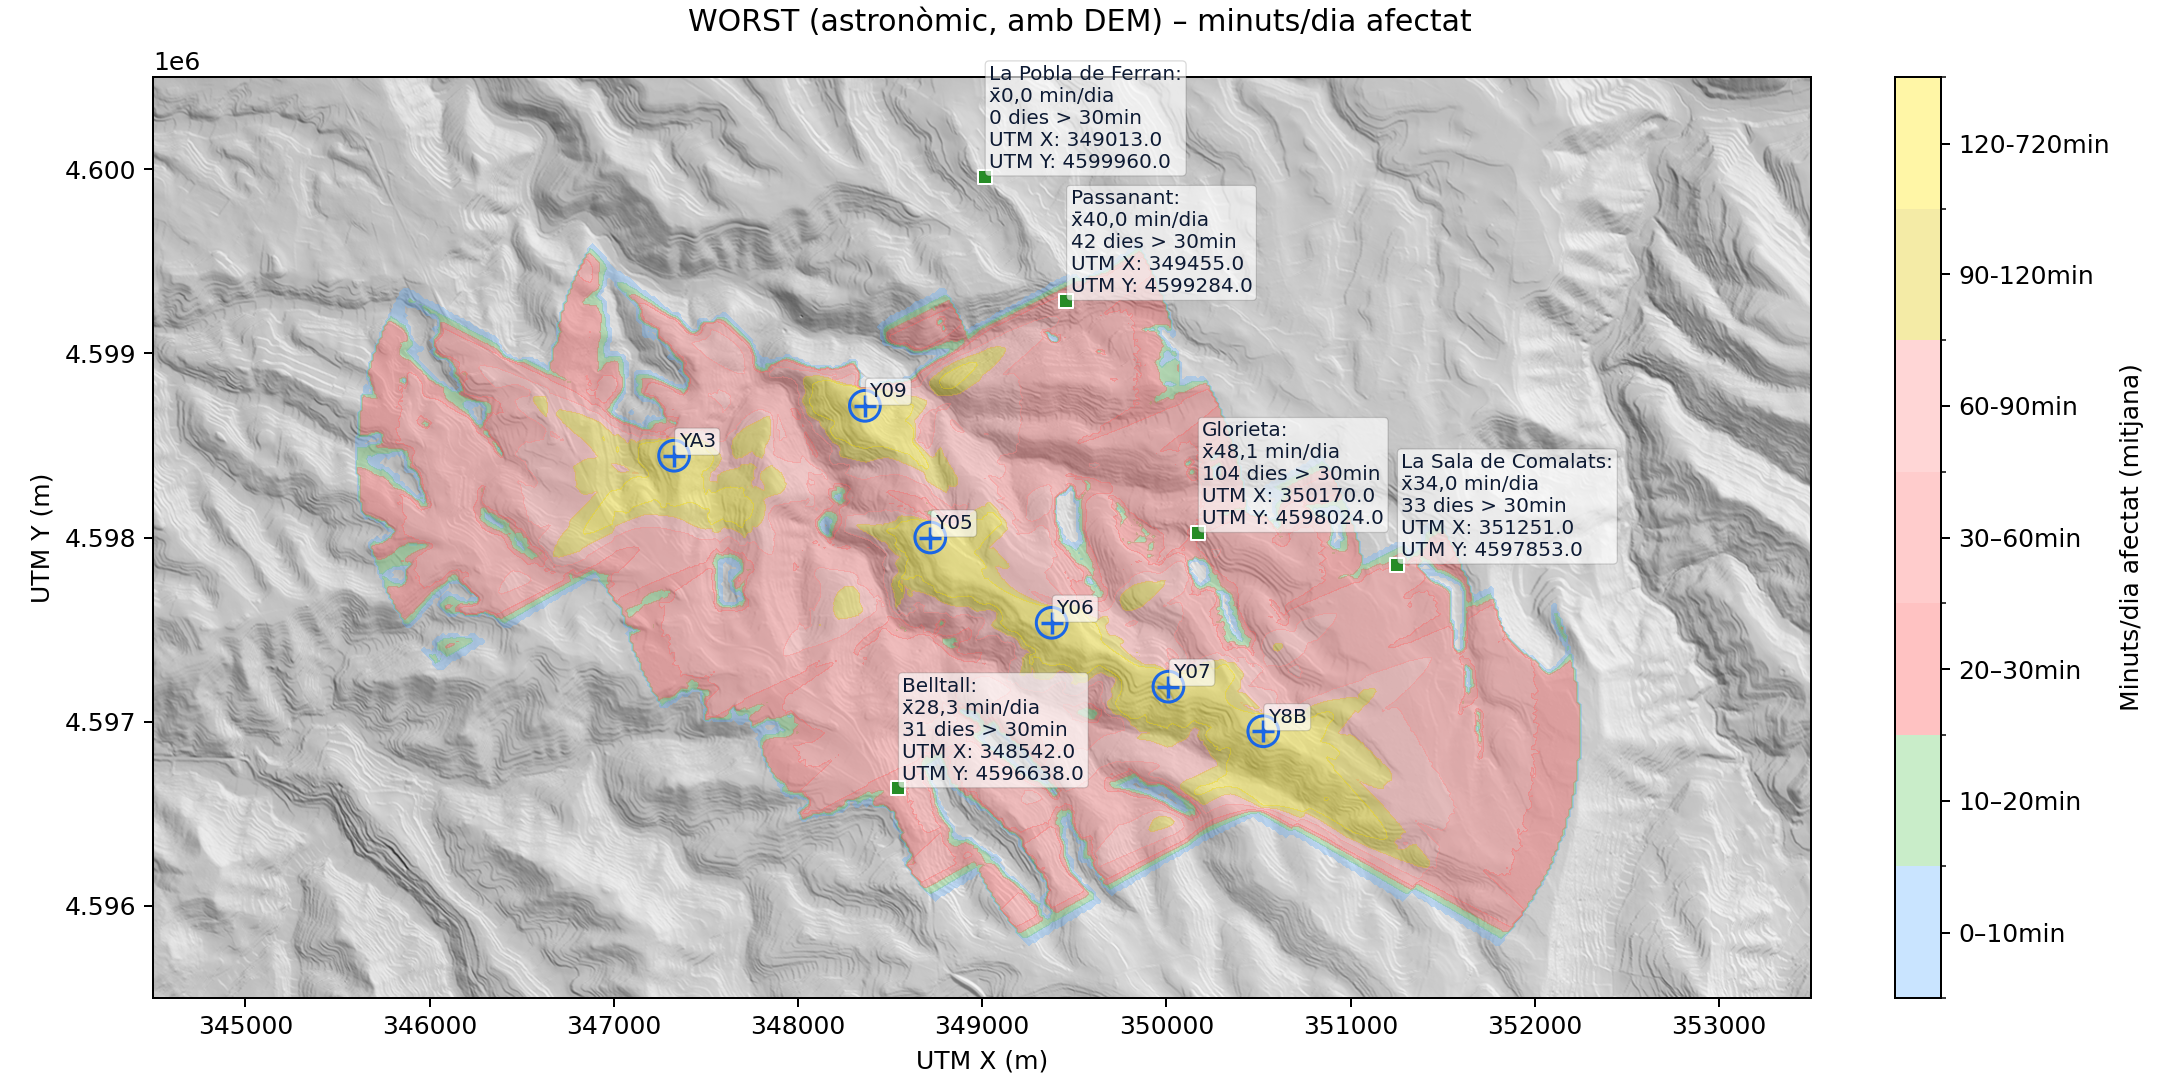 WORST (astronòmic, amb DEM) – minuts/dia afectat
1e6
La Pobla de Ferran:
x̄0,0 min/dia
0 dies > 30min
UTM X: 349013.0
UTM Y: 4599960.0
Passanant:
x̄40,0 min/dia
42 dies > 30min
UTM X: 349455.0
UTM Y: 4599284.0
Y09
YA3
Glorieta:
x̄48,1 min/dia
104 dies > 30min
UTM X: 350170.0
UTM Y: 4598024.0
La Sala de Comalats:
x̄34,0 min/dia
33 dies > 30min
UTM X: 351251.0
UTM Y: 4597853.0
Y05
Y06
Y07
Y8B
Belltall:
x̄28,3 min/dia
31 dies > 30min
UTM X: 348542.0
UTM Y: 4596638.0
4.600
4.599
4.598
4.597
4.596
UTM Y (m)
345000
346000
347000
348000
349000
350000
351000
352000
353000
UTM X (m)
120-720min
90-120min
60-90min
30–60min
20–30min
10–20min
0–10min
Minuts/dia afectat (mitjana)